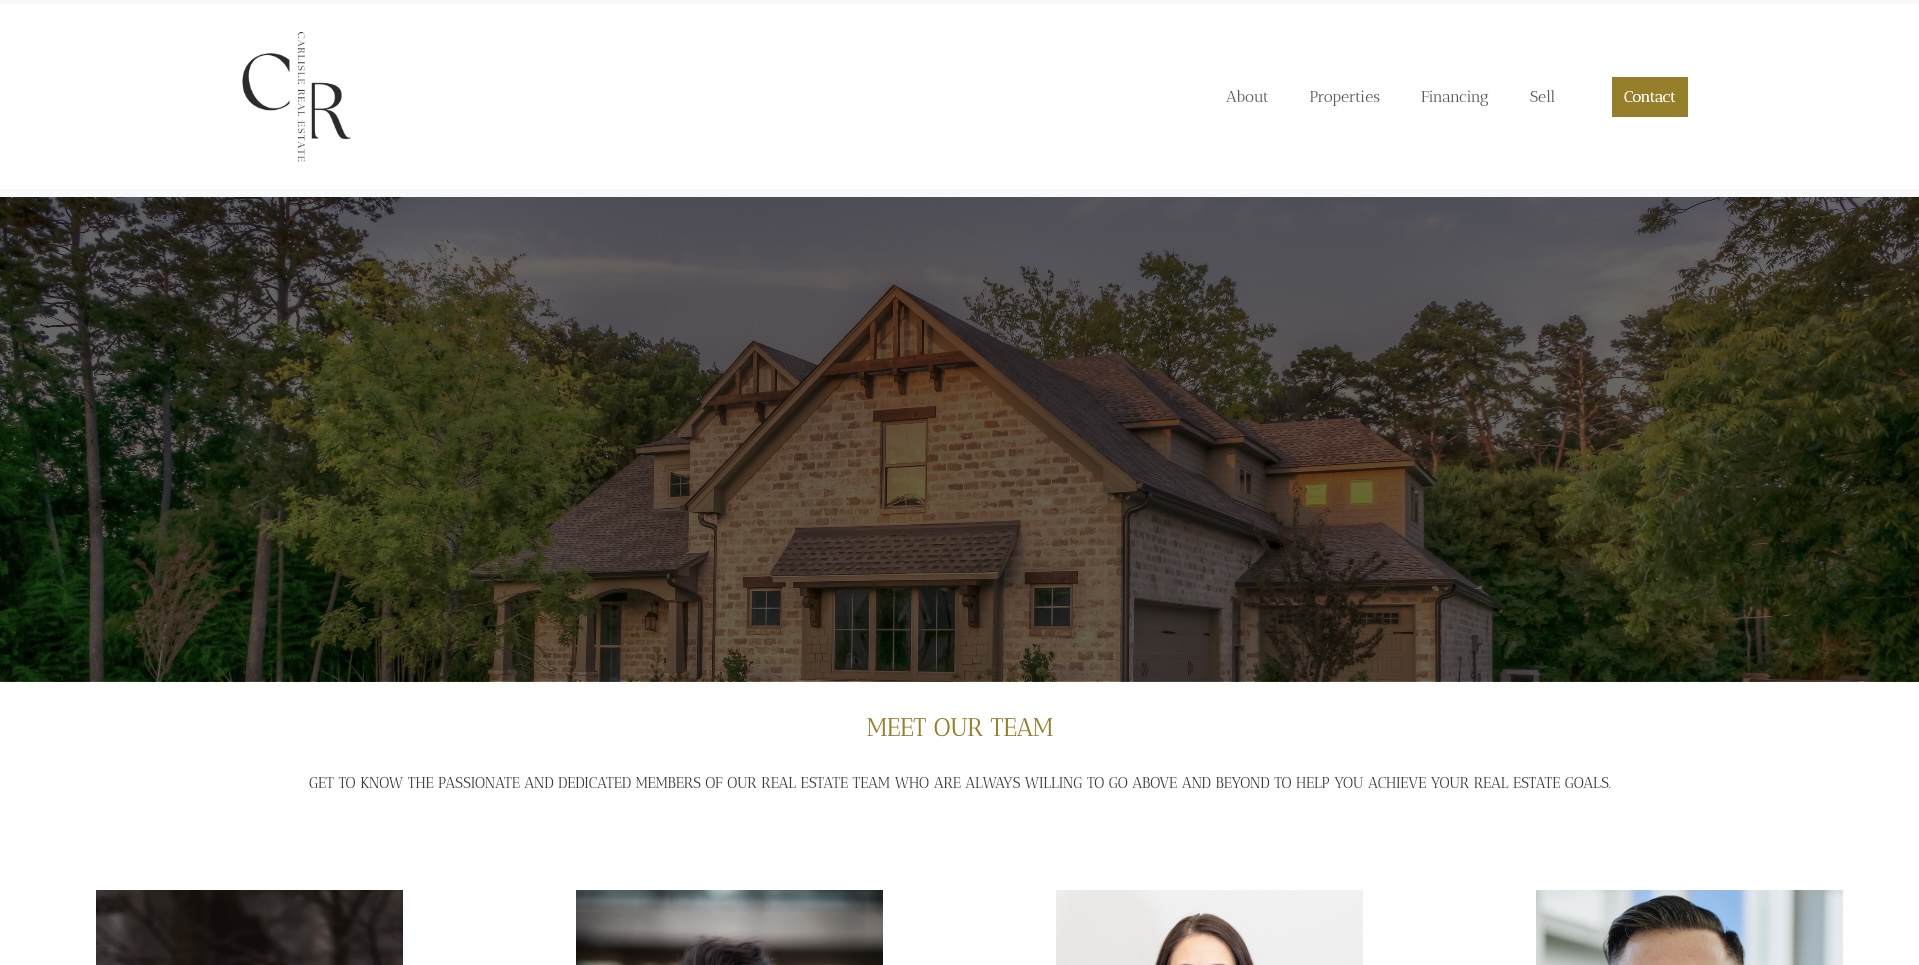 CARLISLE REAL ESTATE
CR
About
Properties
Financing
Sell
Contact
MEET OUR TEAM
GET TO KNOW THE PASSIONATE AND DEDICATED MEMBERS OF OUR REAL ESTATE TEAM WHO ARE ALWAYS WILLING TO GO ABOVE AND BEYOND TO HELP YOU ACHIEVE YOUR REAL ESTATE GOALS.